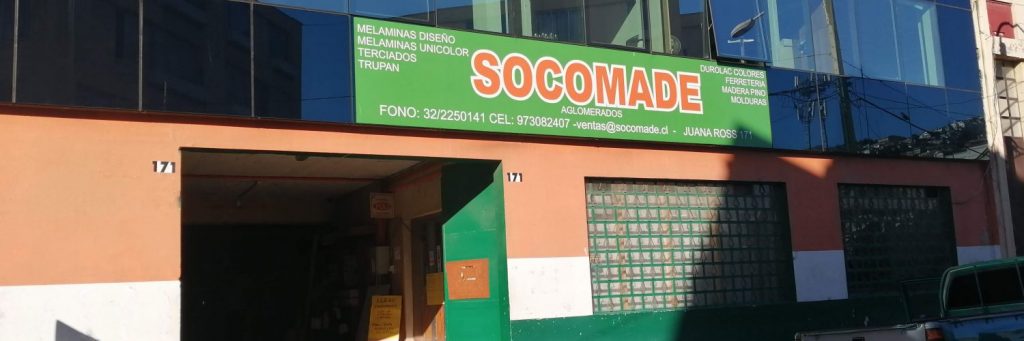 MELAMINAS DISEÑO
MELAMINAS UNICOLOR
TERCIADOS
TRUPAN
SOCOMADE
AGLOMERADOS
DUROLAC COLORES
FERRETERIA
MADERA PINO
MOLDURAS
FONO: 32/2250141 CEL: 973082407 -ventas@socomade.cl - JUANA ROSS 171
171
171